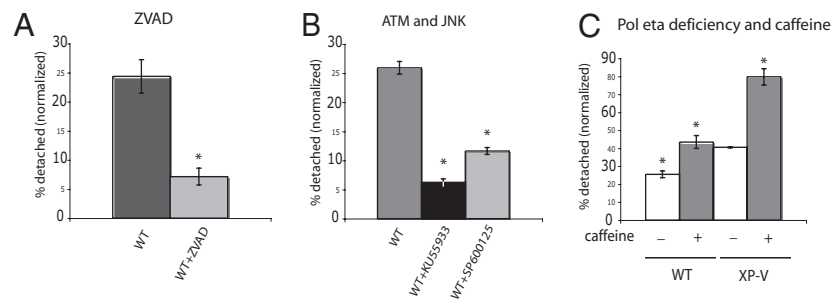 A
ZVAD
% detached (normalized)
30
25
20
15
10
5
0
*
WT
WT+ZVAD
B
ATM and JNK
% detached (normalized)
30
25
20
15
10
5
0
*
*
WT
WT+KU55933
WT+SP600125
C
Pol eta deficiency and caffeine
% detached (normalized)
90
80
70
60
50
40
30
20
10
0
*
*
*
caffeine – + – +
WT XP-V